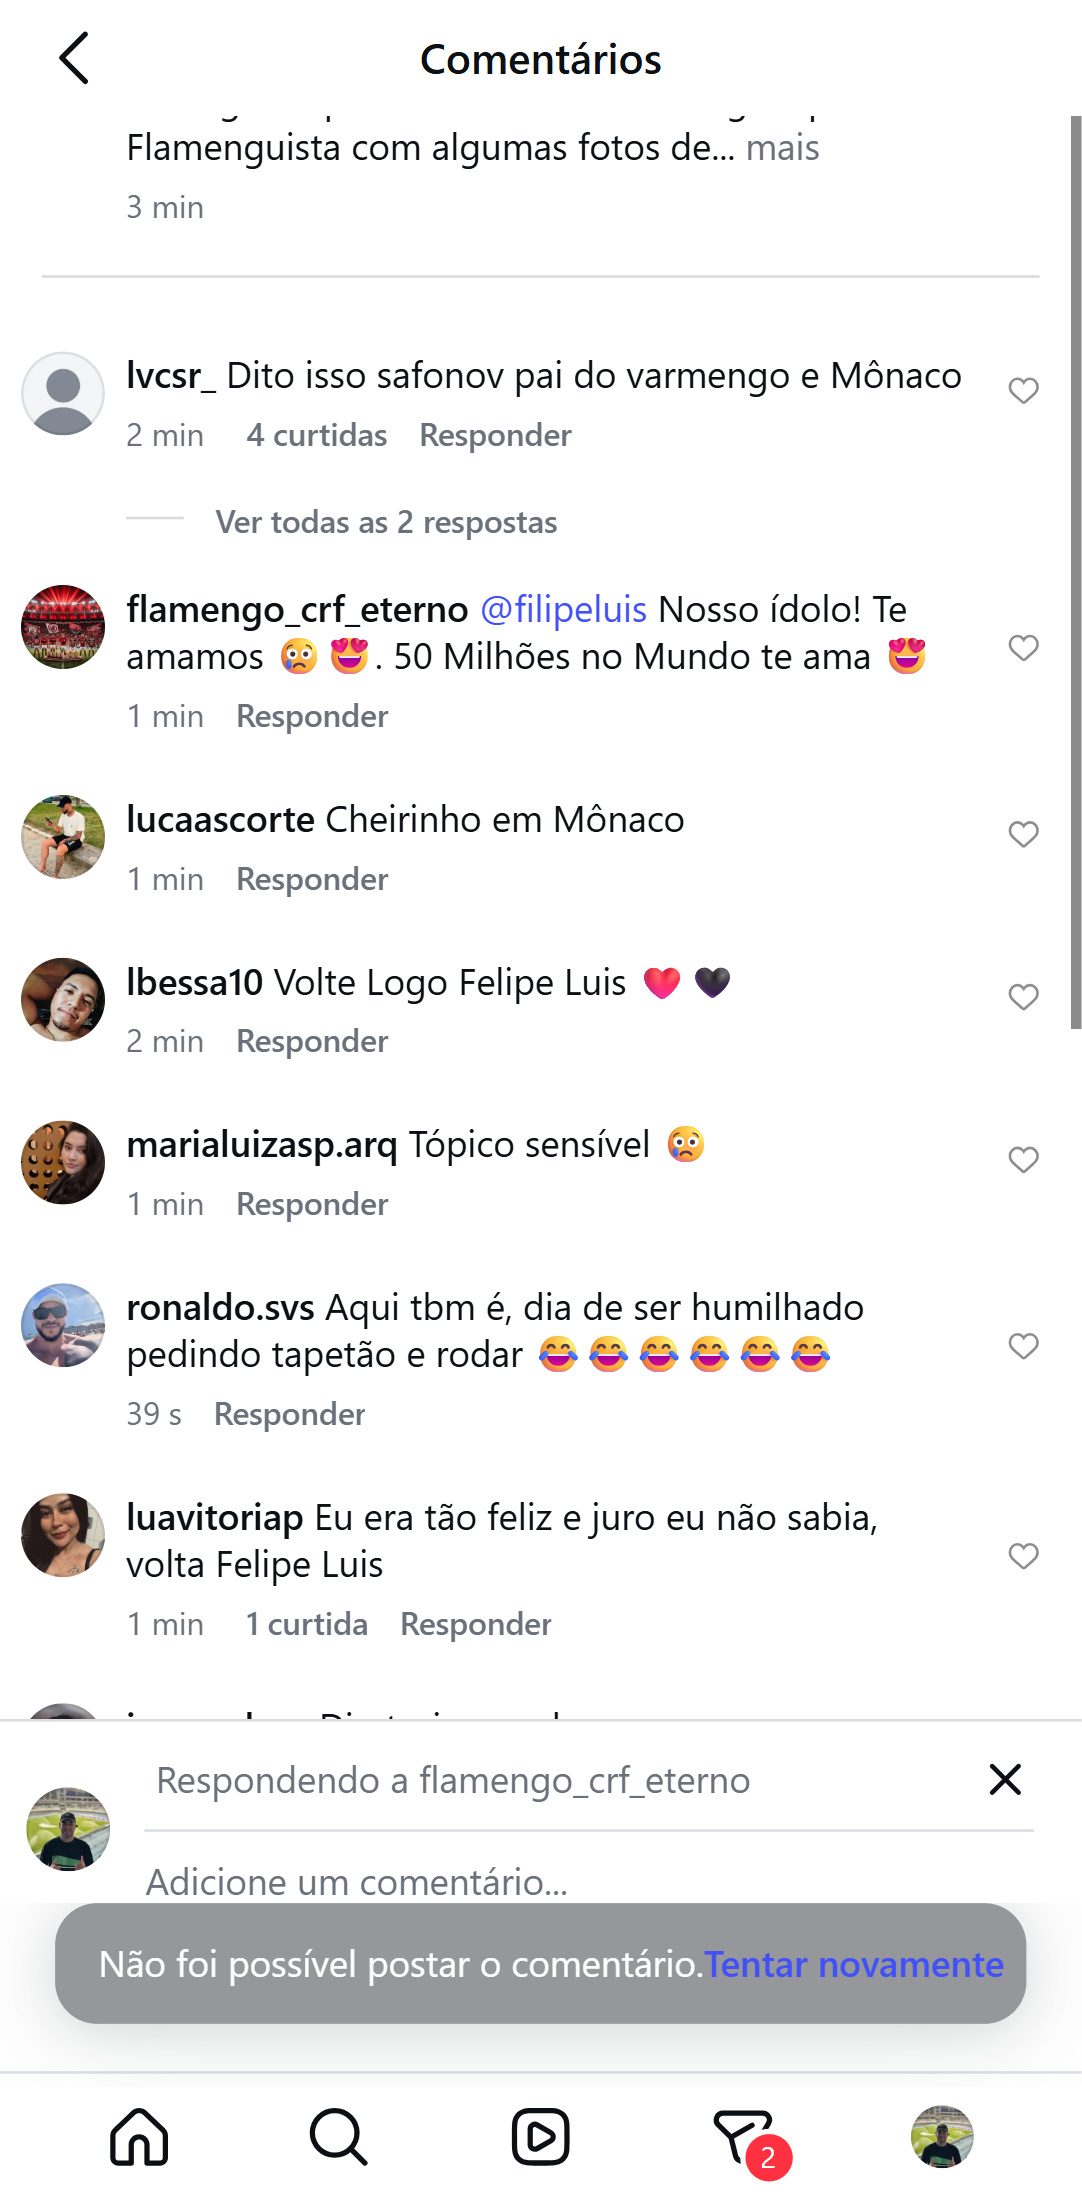 Comentários
Flamenguista com algumas fotos de... mais
3 min
lvcsr_ Dito isso safonov pai do varmengo e Mônaco
2 min 4 curtidas Responder
Ver todas as 2 respostas
flamengo_crf_eterno @filipeluis Nosso ídolo! Te
amamos 😢😍. 50 Milhões no Mundo te ama 😍
1 min Responder
lucaascorte Cheirinho em Mônaco
1 min Responder
lbessa10 Volte Logo Felipe Luis ❤️🖤
2 min Responder
marialuizasp.arq Tópico sensível 😢
1 min Responder
ronaldo.svs Aqui tbm é, dia de ser humilhado
pedindo tapetão e rodar 😂😂😂😂😂😂
39 s Responder
luavitoriap Eu era tão feliz e juro eu não sabia,
volta Felipe Luis
1 min 1 curtida Responder
Respondendo a flamengo_crf_eterno
Adicione um comentário...
Não foi possível postar o comentário.Tentar novamente
2